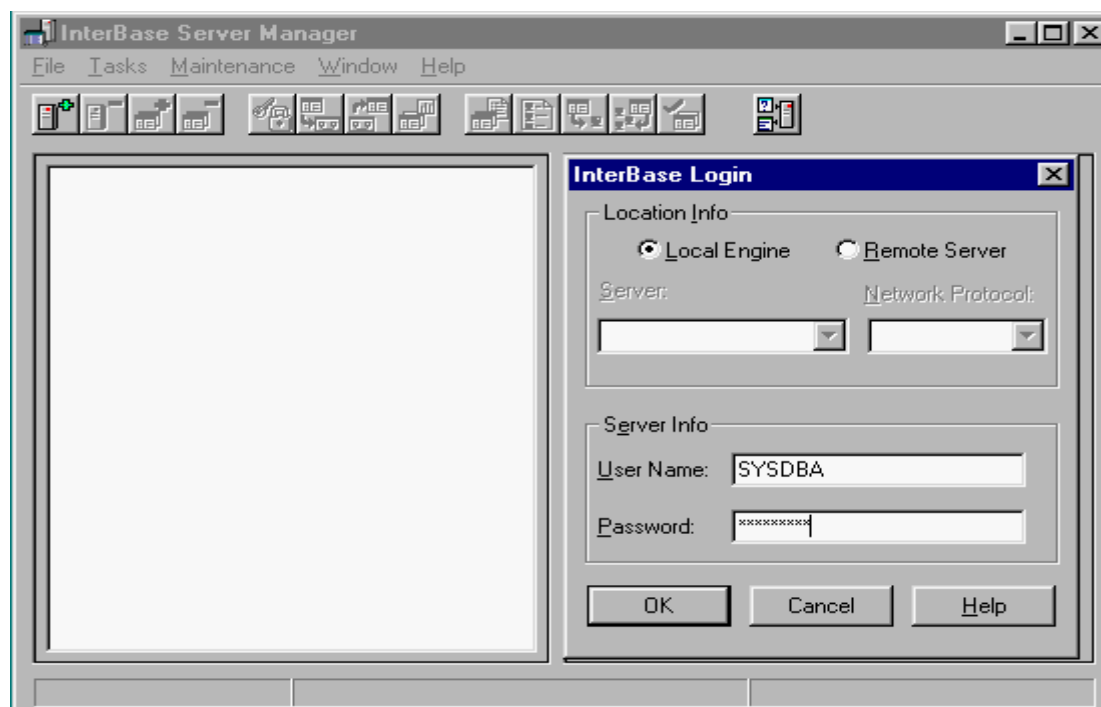 InterBase Server Manager
File Tasks Maintenance Window Help
InterBase Login
Location Info
Local Engine Remote Server
Server: Network Protocol:
Server Info
User Name: SYSDBA
Password: *********
OK Cancel Help